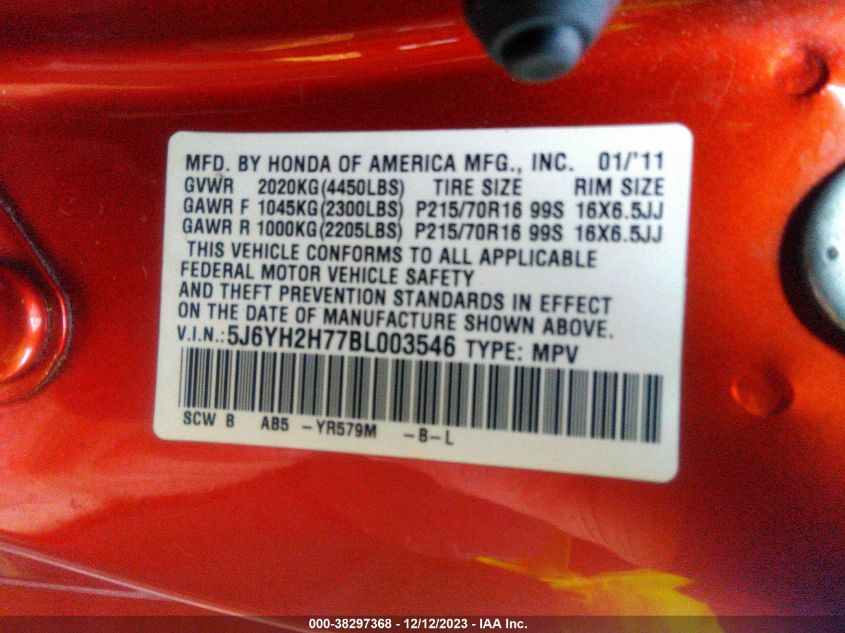 MFD. BY HONDA OF AMERICA MFG., INC. 01/'11
GVWR 2020KG(4450LBS) TIRE SIZE RIM SIZE
GAWR F 1045KG(2300LBS) P215/70R16 99S 16X6.5JJ
GAWR R 1000KG(2205LBS) P215/70R16 99S 16X6.5JJ
THIS VEHICLE CONFORMS TO ALL APPLICABLE
FEDERAL MOTOR VEHICLE SAFETY
AND THEFT PREVENTION STANDARDS IN EFFECT
ON THE DATE OF MANUFACTURE SHOWN ABOVE.
V.I.N.:5J6YH2H77BL003546 TYPE: MPV
SCW B AB5 -YR579M -B-L
000-38297368 - 12/12/2023 - IAA Inc.